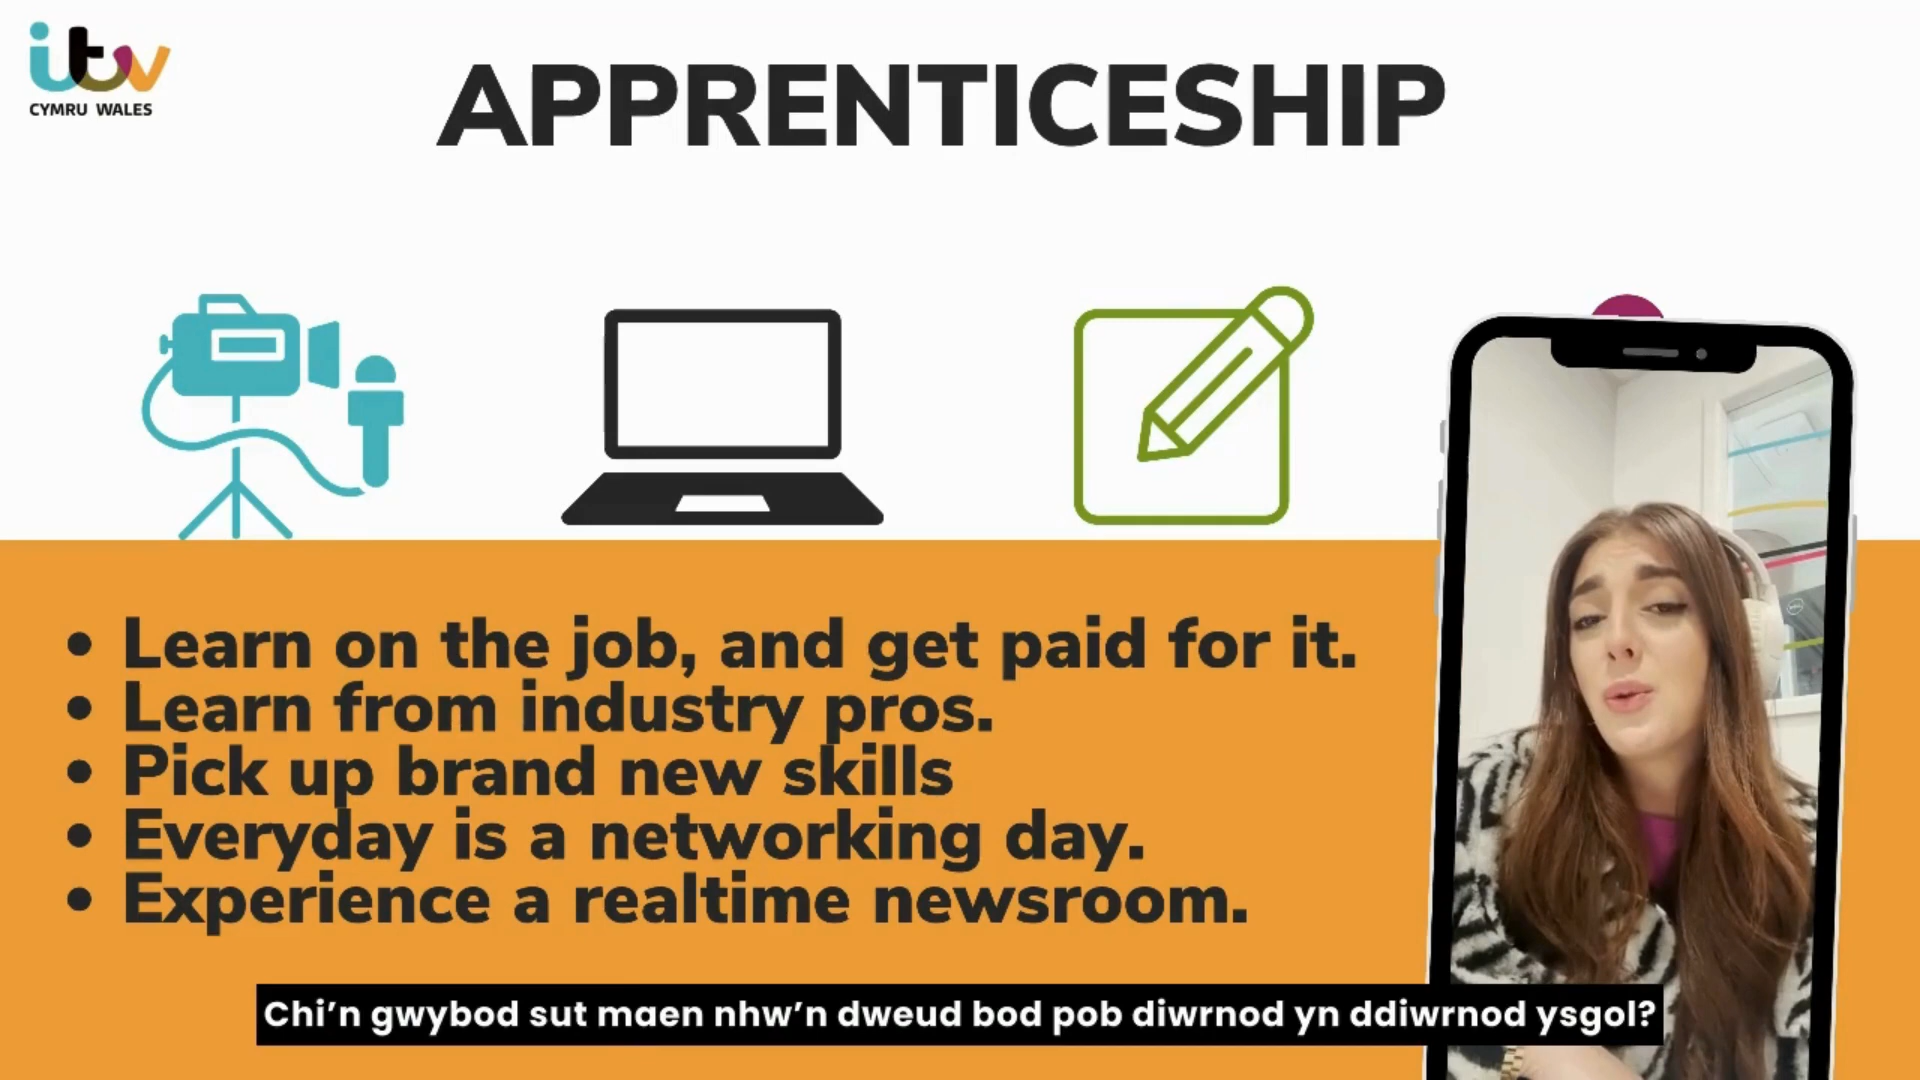 itv
CYMRU WALES
APPRENTICESHIP
• Learn on the job, and get paid for it.
• Learn from industry pros.
• Pick up brand new skills
• Everyday is a networking day.
• Experience a realtime newsroom.
Chi’n gwybod sut maen nhw’n dweud bod pob diwrnod yn ddiwrnod ysgol?